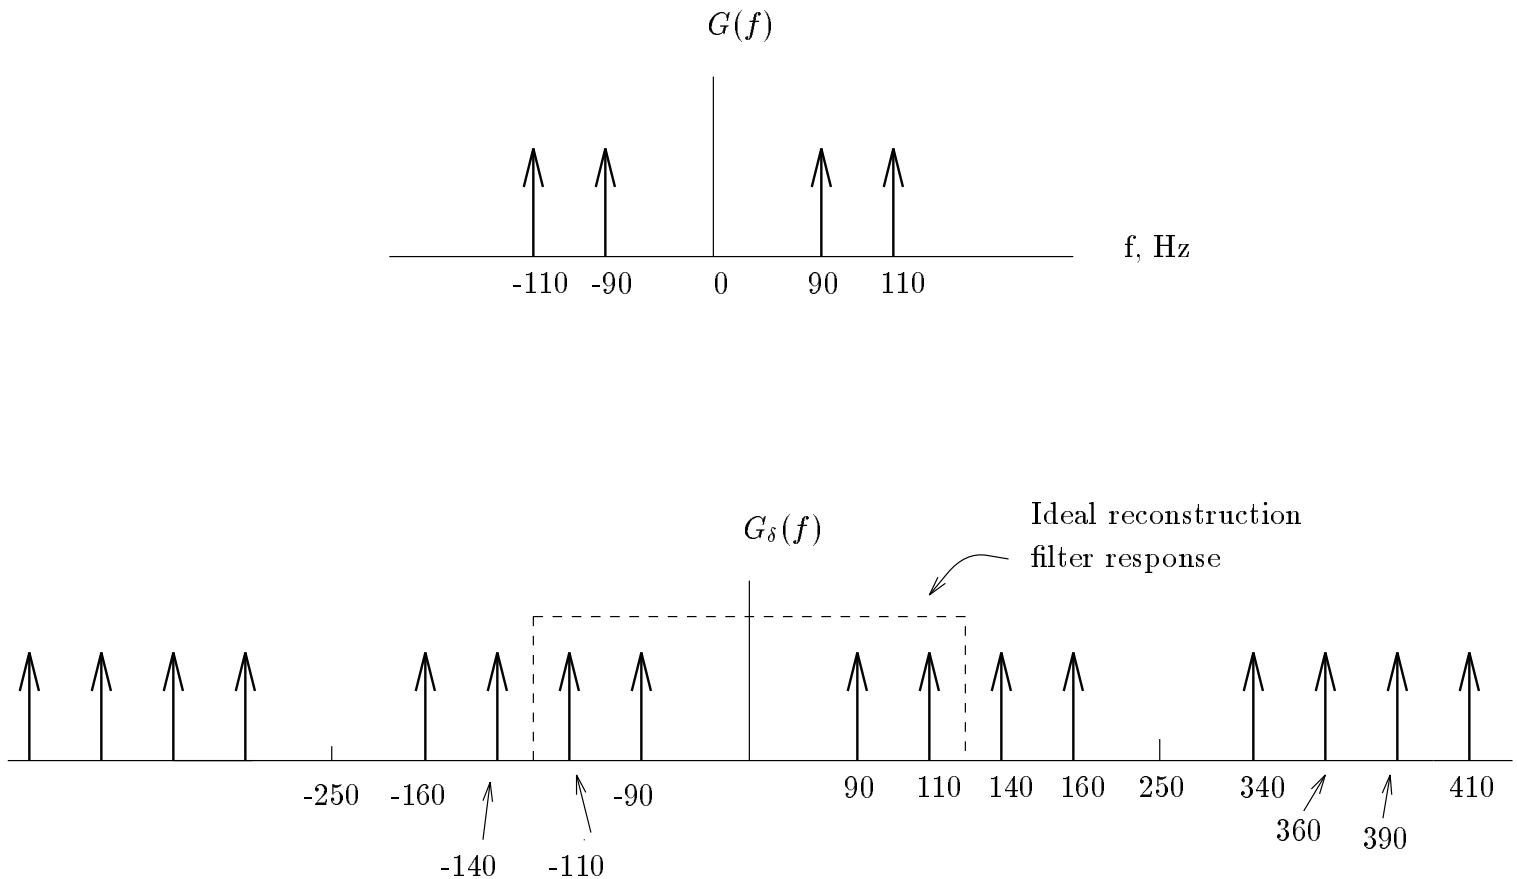 G(f)
f, Hz
-110 -90 0 90 110
Ideal reconstruction
filter response
Gδ(f)
-250 -160 -90 90 110 140 160 250 340 410
360 390
-140 -110